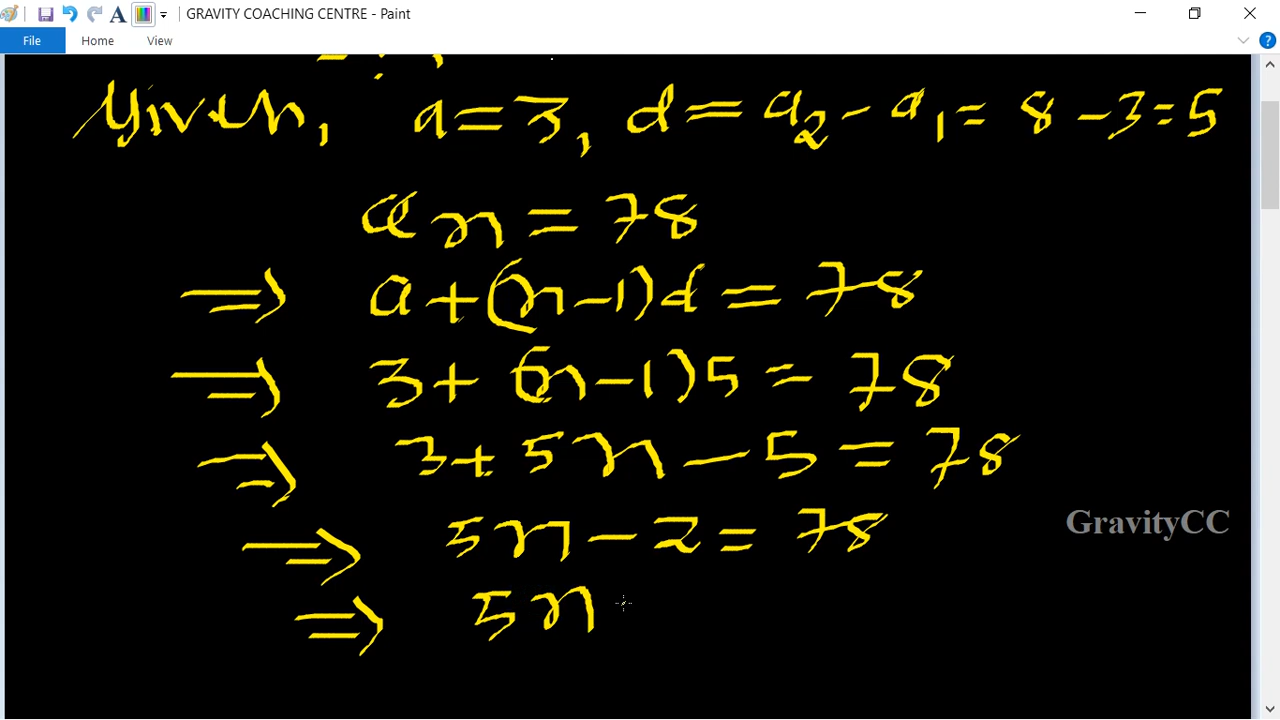 GRAVITY COACHING CENTRE - Paint
File Home View
Given, a = 3, d = a₂ - a₁ = 8 - 3 = 5
an = 78
⇒ a + (n - 1)d = 78
⇒ 3 + (n - 1)5 = 78
⇒ 3 + 5n - 5 = 78
⇒ 5n - 2 = 78
⇒ 5n
GravityCC